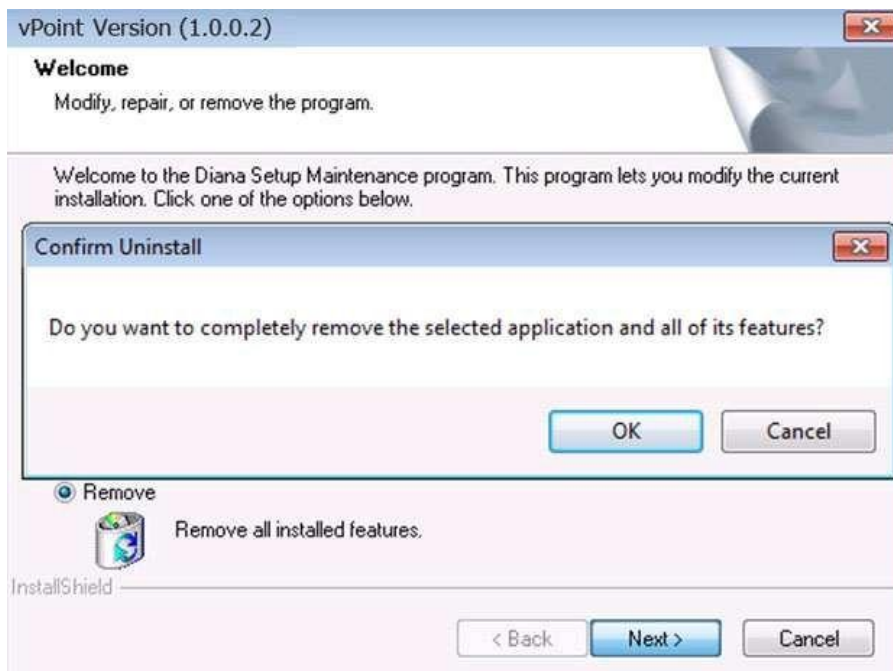 vPoint Version (1.0.0.2)
Welcome
Modify, repair, or remove the program.
Welcome to the Diana Setup Maintenance program. This program lets you modify the current
installation. Click one of the options below.
Confirm Uninstall
Do you want to completely remove the selected application and all of its features?
OK Cancel
Remove
Remove all installed features.
InstallShield
< Back Next > Cancel